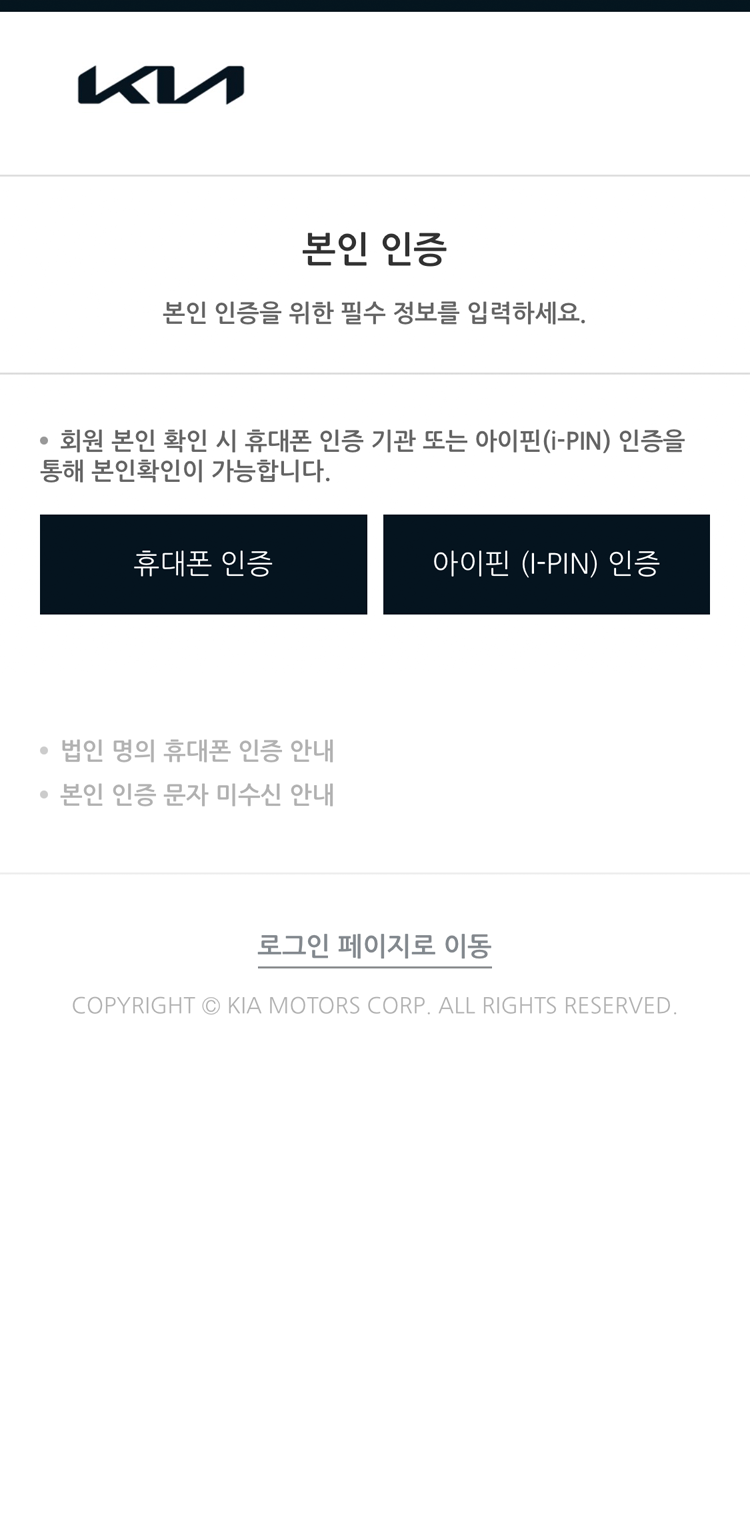 KIA
본인 인증
본인 인증을 위한 필수 정보를 입력하세요.
• 회원 본인 확인 시 휴대폰 인증 기관 또는 아이핀(i-PIN) 인증을
통해 본인확인이 가능합니다.
휴대폰 인증
아이핀 (I-PIN) 인증
• 법인 명의 휴대폰 인증 안내
• 본인 인증 문자 미수신 안내
로그인 페이지로 이동
COPYRIGHT © KIA MOTORS CORP. ALL RIGHTS RESERVED.